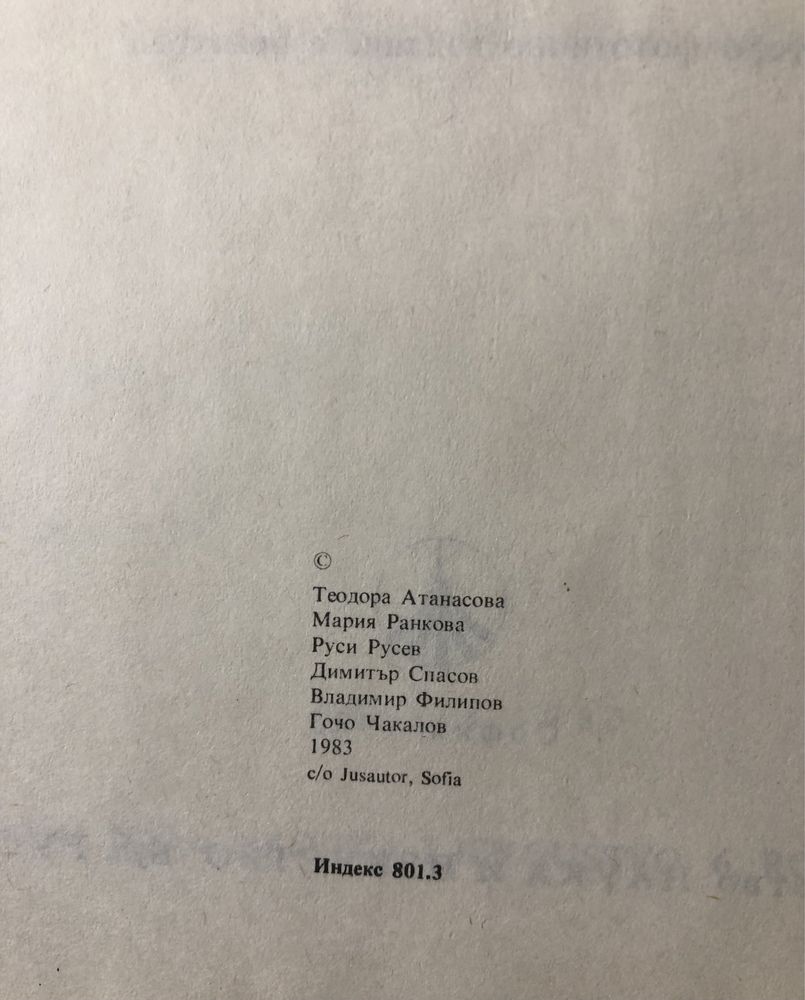 ©
Теодора Атанасова
Мария Ранкова
Руси Русев
Димитър Спасов
Владимир Филипов
Гочо Чакалов
1983
c/o Jusautor, Sofia
Индекс 801.3